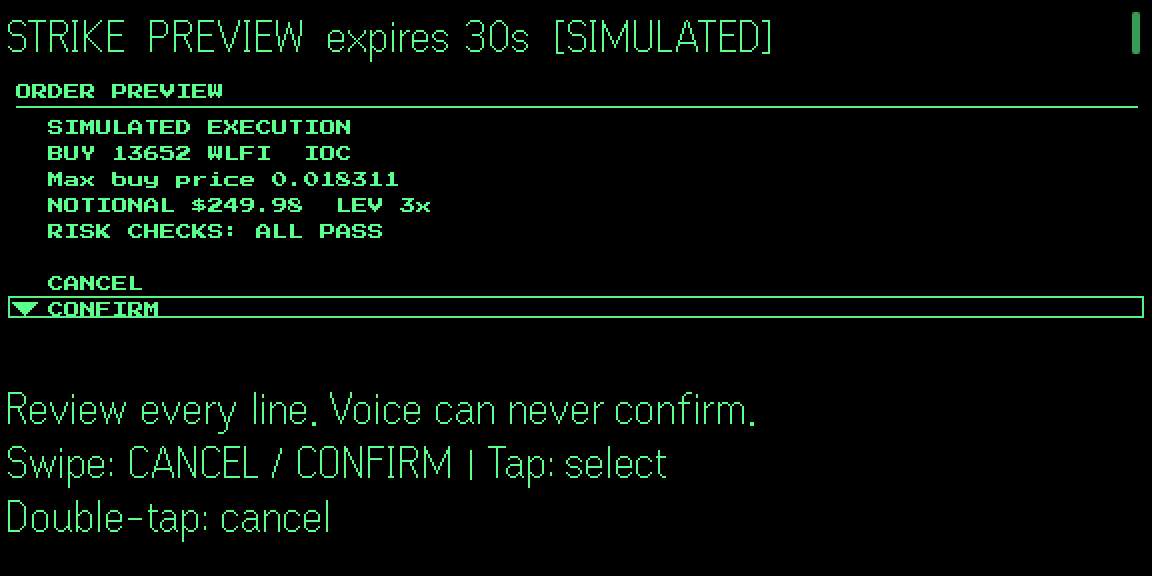 STRIKE PREVIEW expires 30s [SIMULATED]
ORDER PREVIEW
SIMULATED EXECUTION
BUY 13652 WLFI IOC
Max buy price 0.018311
NOTIONAL $249.98 LEV 3x
RISK CHECKS: ALL PASS
CANCEL
CONFIRM
Review every line. Voice can never confirm.
Swipe: CANCEL / CONFIRM | Tap: select
Double-tap: cancel